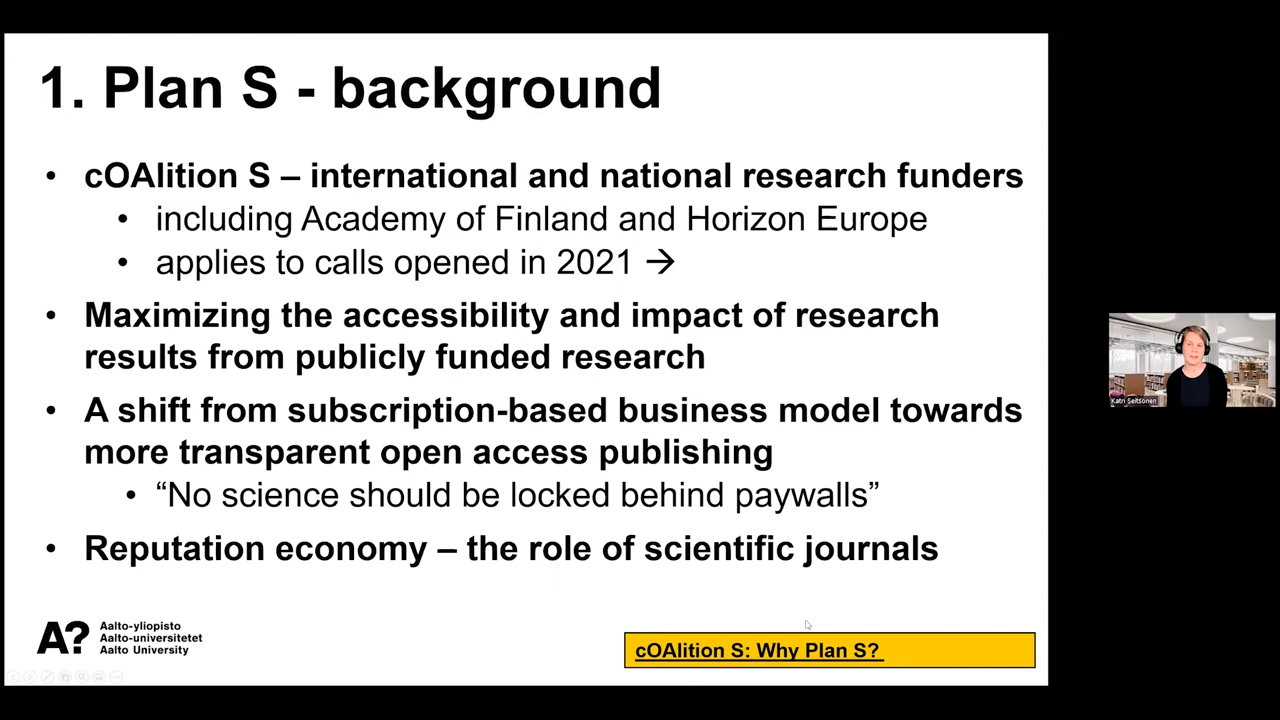 1. Plan S - background
• cOAlition S – international and national research funders
• including Academy of Finland and Horizon Europe
• applies to calls opened in 2021 →
• Maximizing the accessibility and impact of research
results from publicly funded research
• A shift from subscription-based business model towards
more transparent open access publishing
• “No science should be locked behind paywalls”
• Reputation economy – the role of scientific journals
A?
Aalto-yliopisto
Aalto-universitetet
Aalto University
cOAlition S: Why Plan S?
Katri Seitsonen